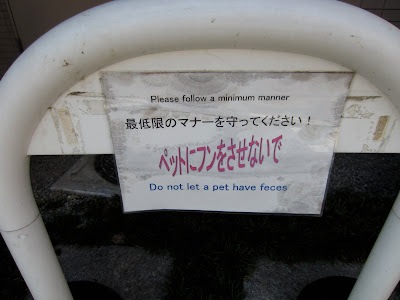 Please follow a minimum manner
最低限のマナーを守ってください!
ペットにフンをさせないで
Do not let a pet have feces